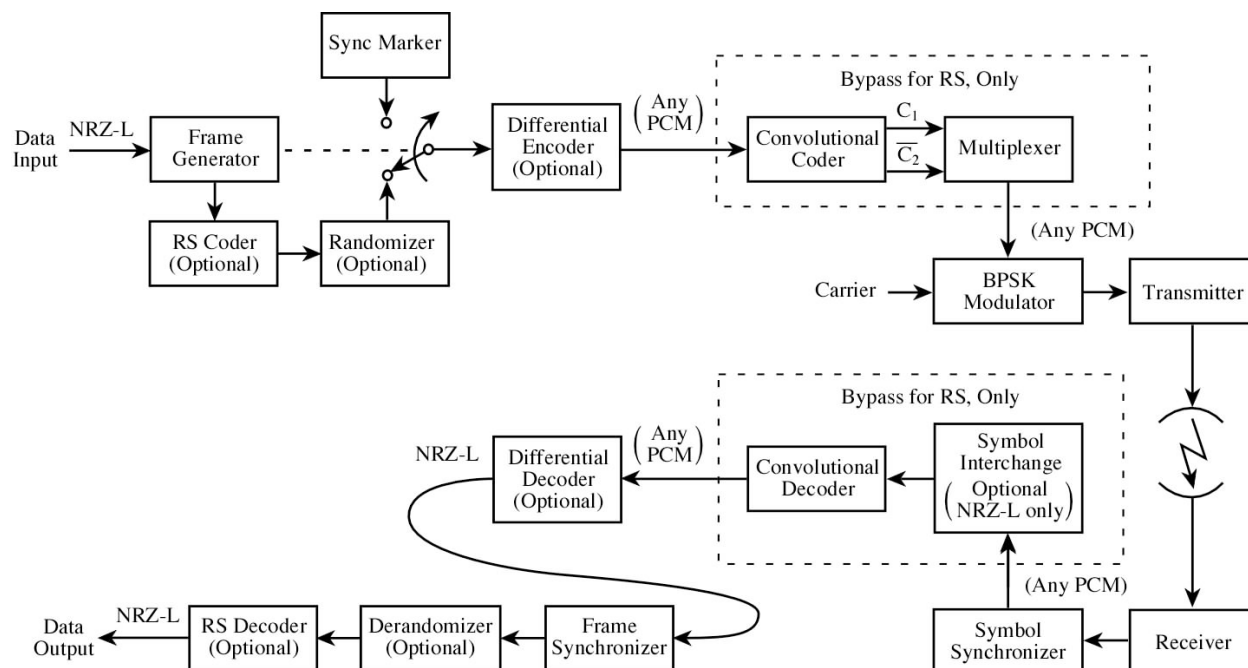 Sync Marker
Bypass for RS, Only
Data
Input
NRZ-L
Frame
Generator
Differential
Encoder
(Optional)
(Any
PCM)
Convolutional
Coder
C₁
C̅₂
Multiplexer
RS Coder
(Optional)
Randomizer
(Optional)
(Any PCM)
Carrier
BPSK
Modulator
Transmitter
Bypass for RS, Only
NRZ-L
Differential
Decoder
(Optional)
(Any
PCM)
Convolutional
Decoder
Symbol
Interchange
(Optional
NRZ-L only)
(Any PCM)
Data
Output
NRZ-L
RS Decoder
(Optional)
Derandomizer
(Optional)
Frame
Synchronizer
Symbol
Synchronizer
Receiver